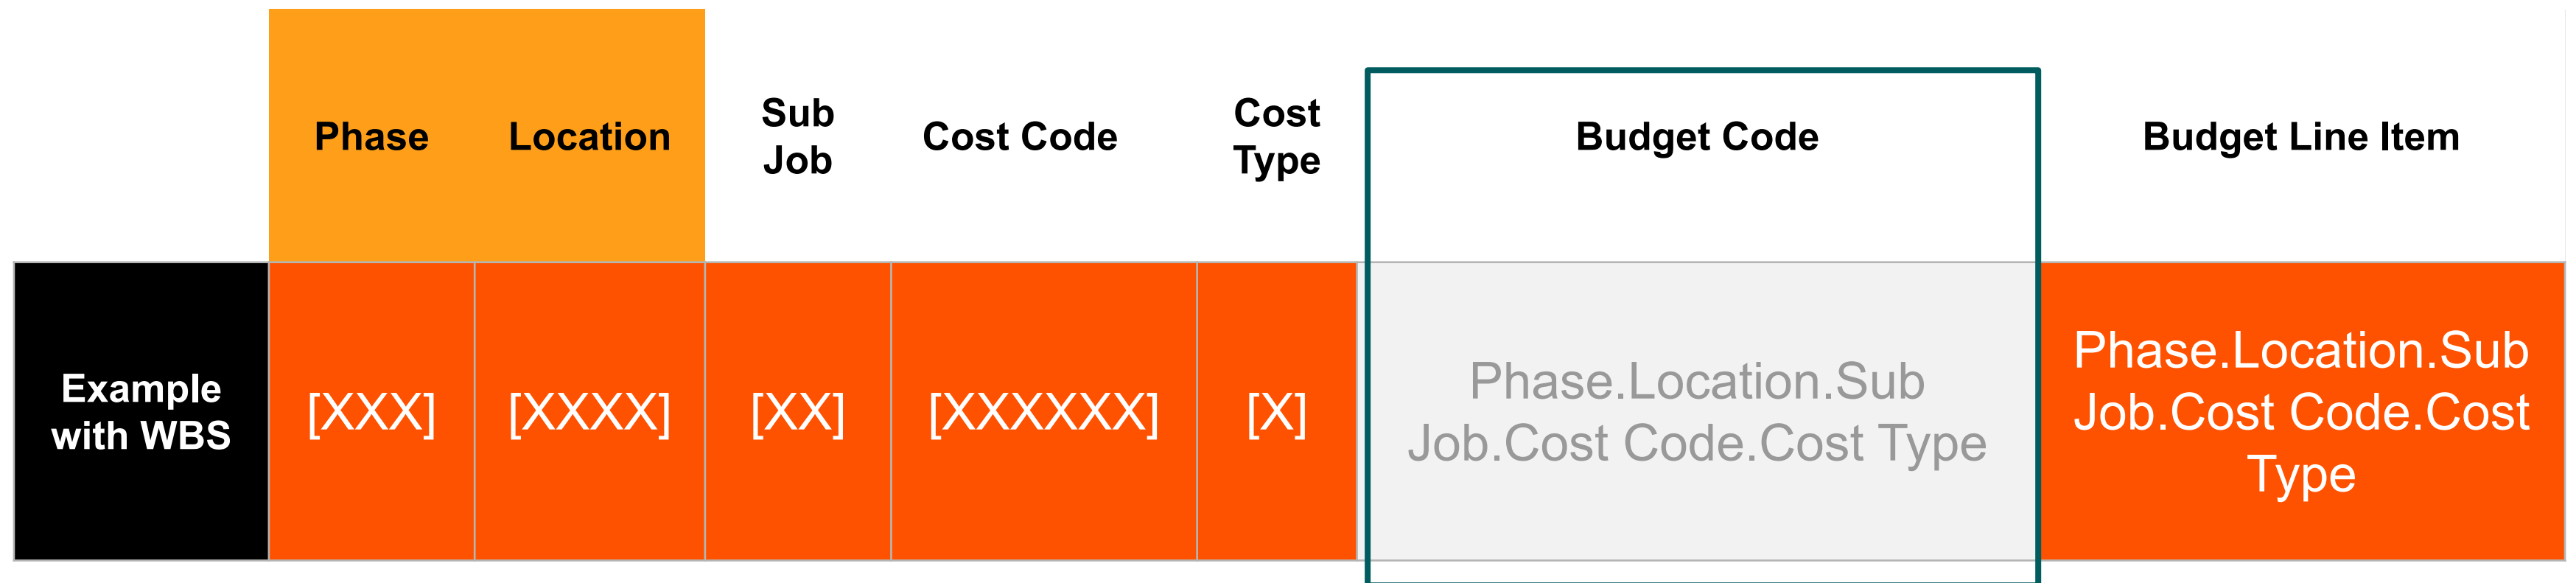 Phase
Location
Sub
Job
Cost Code
Cost
Type
Budget Code
Budget Line Item
Example
with WBS
[XXX]
[XXXX]
[XX]
[XXXXXX]
[X]
Phase.Location.Sub
Job.Cost Code.Cost Type
Phase.Location.Sub
Job.Cost Code.Cost
Type